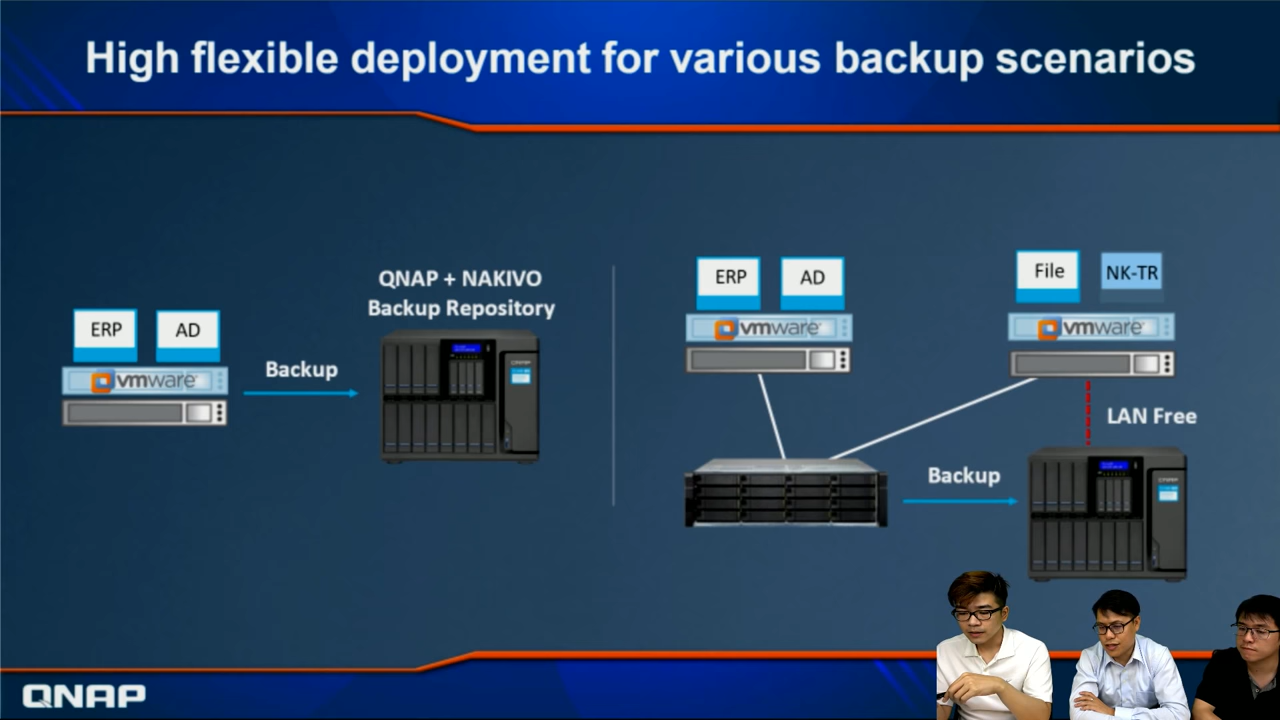 High flexible deployment for various backup scenarios
QNAP + NAKIVO
Backup Repository
ERP
AD
vmware
Backup
ERP
AD
vmware
File
NK-TR
vmware
LAN Free
Backup
QNAP